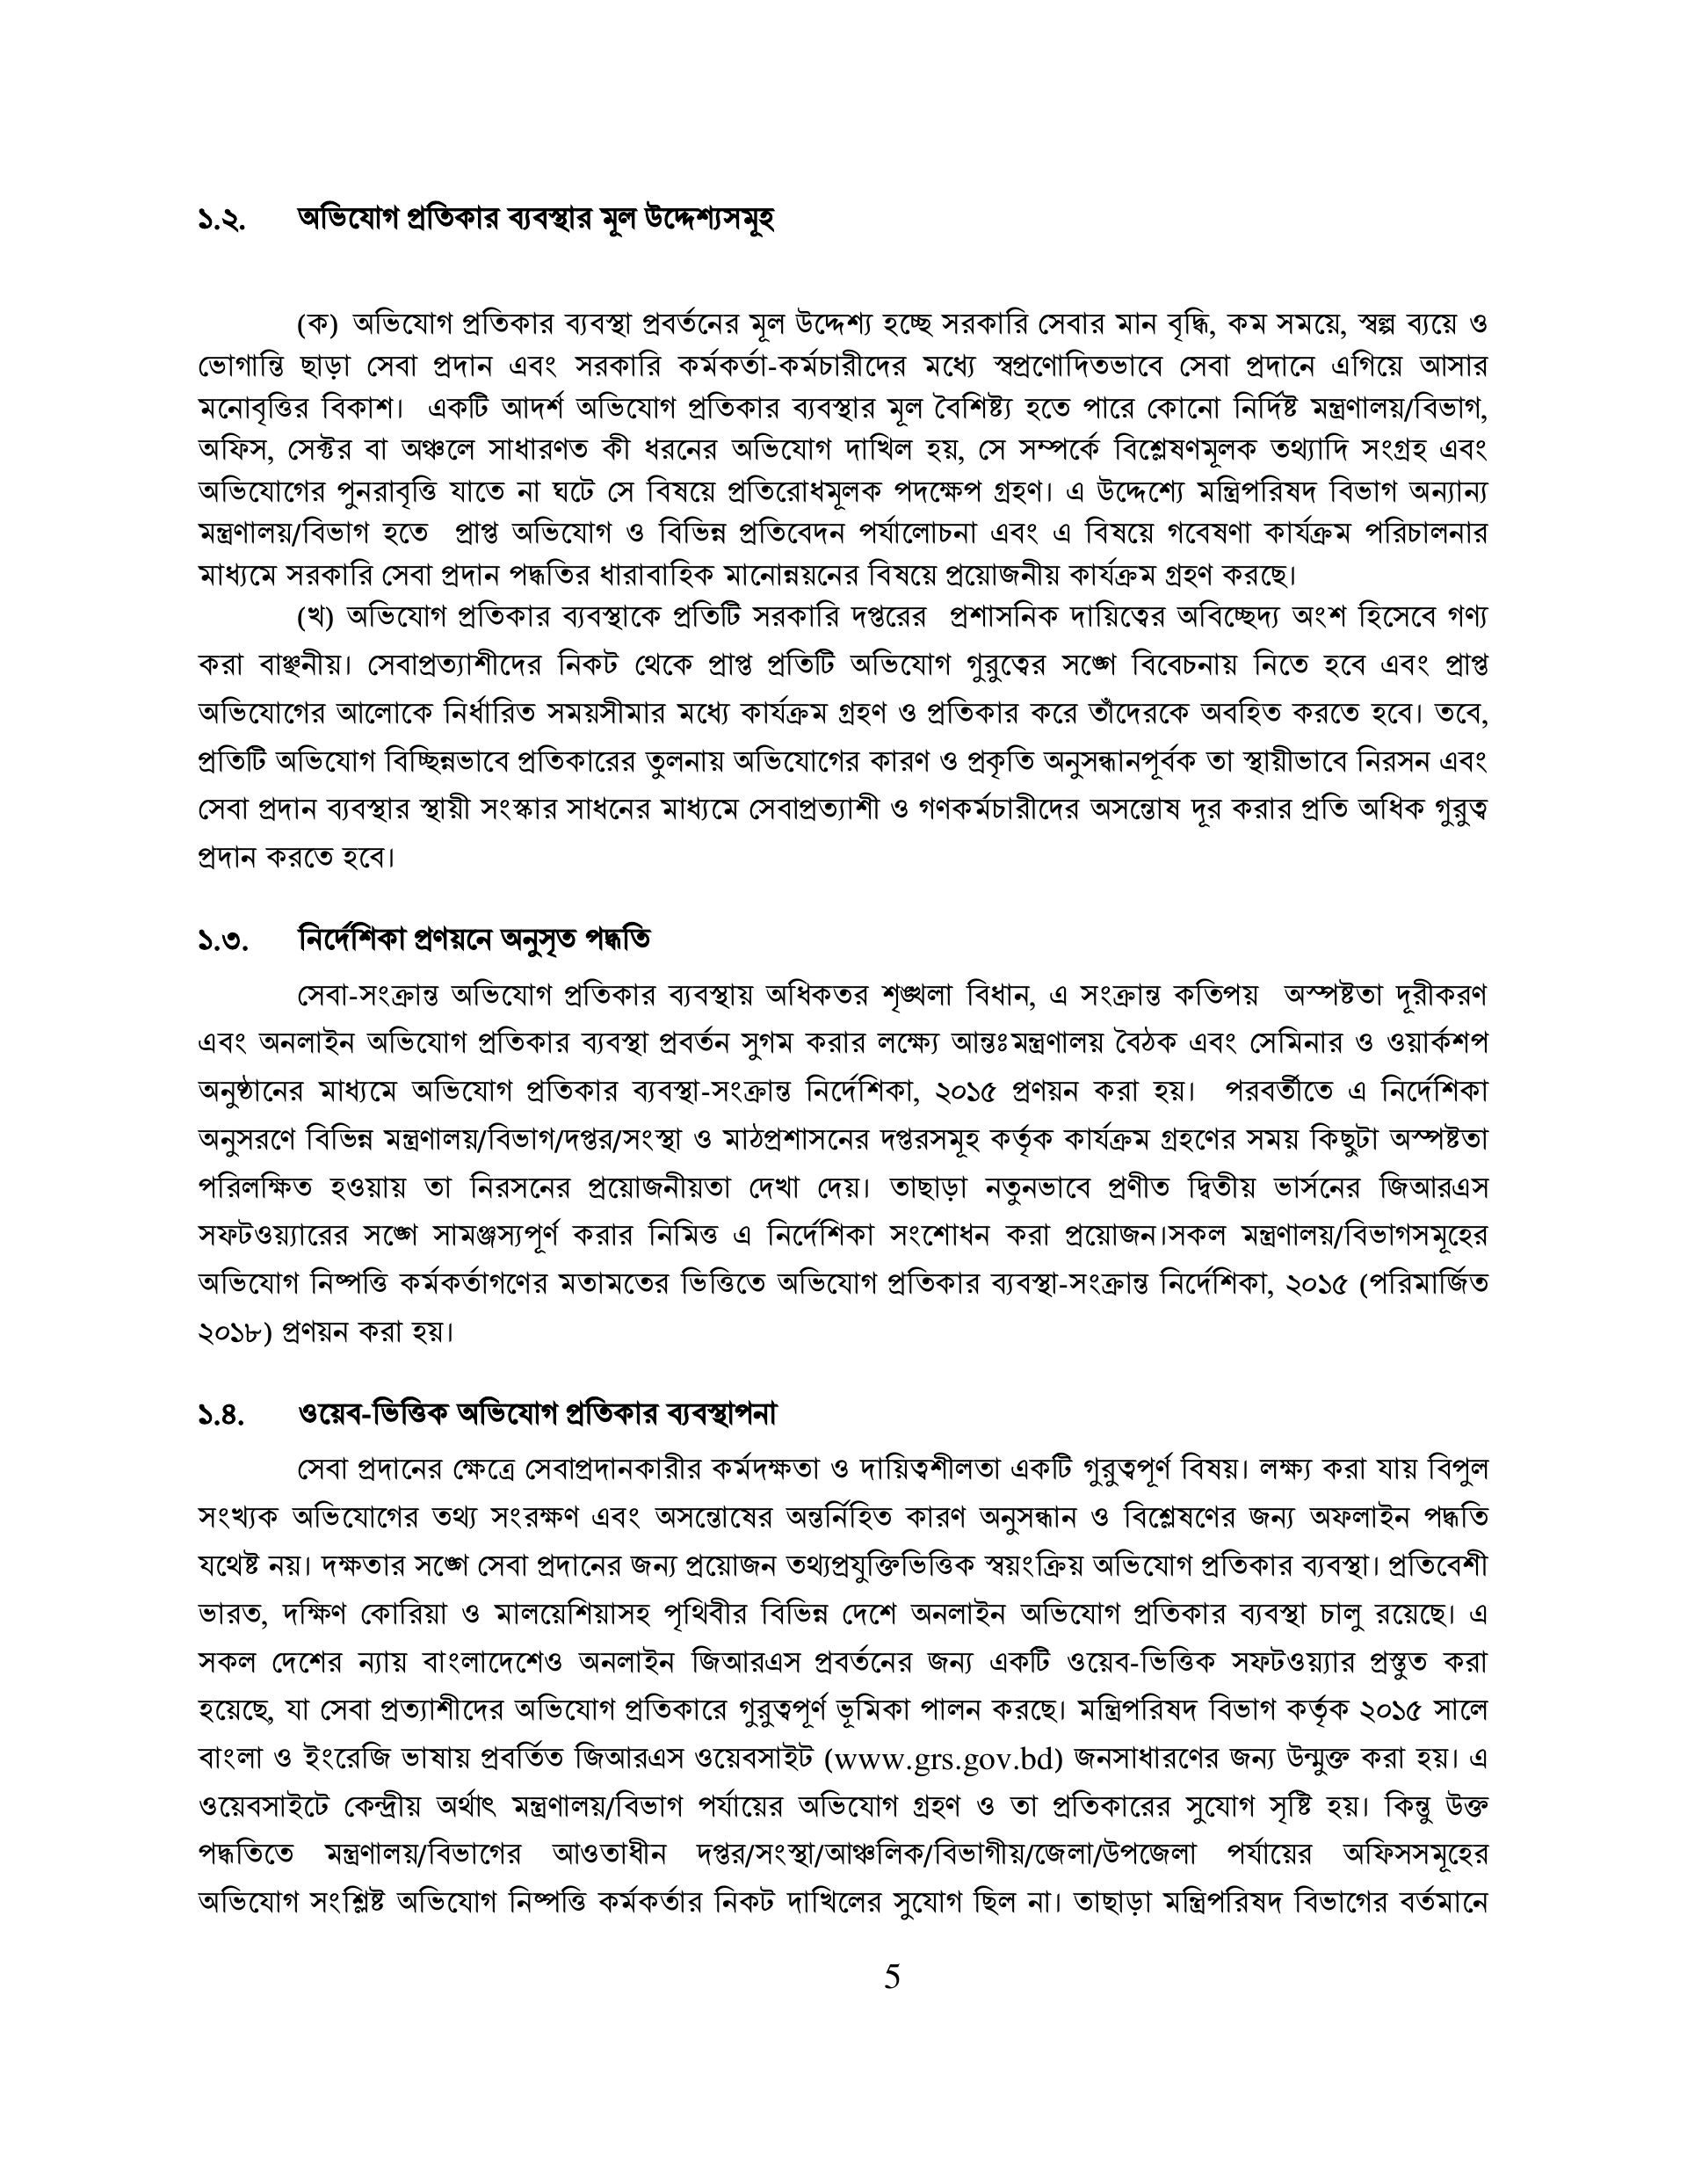 ১.২. অভিযোগ প্রতিকার ব্যবস্থার মূল উদ্দেশ্যসমূহ
(ক) অভিযোগ প্রতিকার ব্যবস্থা প্রবর্তনের মূল উদ্দেশ্য হচ্ছে সরকারি সেবার মান বৃদ্ধি, কম সময়ে, স্বল্প ব্যয়ে ও
ভোগান্তি ছাড়া সেবা প্রদান এবং সরকারি কর্মকর্তা-কর্মচারীদের মধ্যে স্বপ্রণোদিতভাবে সেবা প্রদানে এগিয়ে আসার
মনোবৃত্তির বিকাশ। একটি আদর্শ অভিযোগ প্রতিকার ব্যবস্থার মূল বৈশিষ্ট্য হতে পারে কোনো নির্দিষ্ট মন্ত্রণালয়/বিভাগ,
অফিস, সেক্টর বা অঞ্চলে সাধারণত কী ধরনের অভিযোগ দাখিল হয়, সে সম্পর্কে বিশ্লেষণমূলক তথ্যাদি সংগ্রহ এবং
অভিযোগের পুনরাবৃত্তি যাতে না ঘটে সে বিষয়ে প্রতিরোধমূলক পদক্ষেপ গ্রহণ। এ উদ্দেশ্যে মন্ত্রিপরিষদ বিভাগ অন্যান্য
মন্ত্রণালয়/বিভাগ হতে প্রাপ্ত অভিযোগ ও বিভিন্ন প্রতিবেদন পর্যালোচনা এবং এ বিষয়ে গবেষণা কার্যক্রম পরিচালনার
মাধ্যমে সরকারি সেবা প্রদান পদ্ধতির ধারাবাহিক মানোন্নয়নের বিষয়ে প্রয়োজনীয় কার্যক্রম গ্রহণ করছে।
(খ) অভিযোগ প্রতিকার ব্যবস্থাকে প্রতিটি সরকারি দপ্তরের প্রশাসনিক দায়িত্বের অবিচ্ছেদ্য অংশ হিসেবে গণ্য
করা বাঞ্ছনীয়। সেবাপ্রত্যাশীদের নিকট থেকে প্রাপ্ত প্রতিটি অভিযোগ গুরুত্বের সঙ্গে বিবেচনায় নিতে হবে এবং প্রাপ্ত
অভিযোগের আলোকে নির্ধারিত সময়সীমার মধ্যে কার্যক্রম গ্রহণ ও প্রতিকার করে তাঁদেরকে অবহিত করতে হবে। তবে,
প্রতিটি অভিযোগ বিচ্ছিন্নভাবে প্রতিকারের তুলনায় অভিযোগের কারণ ও প্রকৃতি অনুসন্ধানপূর্বক তা স্থায়ীভাবে নিরসন এবং
সেবা প্রদান ব্যবস্থার স্থায়ী সংস্কার সাধনের মাধ্যমে সেবাপ্রত্যাশী ও গণকর্মচারীদের অসন্তোষ দূর করার প্রতি অধিক গুরুত্ব
প্রদান করতে হবে।
১.৩. নির্দেশিকা প্রণয়নে অনুসৃত পদ্ধতি
সেবা-সংক্রান্ত অভিযোগ প্রতিকার ব্যবস্থায় অধিকতর শৃঙ্খলা বিধান, এ সংক্রান্ত কতিপয় অস্পষ্টতা দূরীকরণ
এবং অনলাইন অভিযোগ প্রতিকার ব্যবস্থা প্রবর্তন সুগম করার লক্ষ্যে আন্তঃমন্ত্রণালয় বৈঠক এবং সেমিনার ও ওয়ার্কশপ
অনুষ্ঠানের মাধ্যমে অভিযোগ প্রতিকার ব্যবস্থা-সংক্রান্ত নির্দেশিকা, ২০১৫ প্রণয়ন করা হয়। পরবর্তীতে এ নির্দেশিকা
অনুসরণে বিভিন্ন মন্ত্রণালয়/বিভাগ/দপ্তর/সংস্থা ও মাঠপ্রশাসনের দপ্তরসমূহ কর্তৃক কার্যক্রম গ্রহণের সময় কিছুটা অস্পষ্টতা
পরিলক্ষিত হওয়ায় তা নিরসনের প্রয়োজনীয়তা দেখা দেয়। তাছাড়া নতুনভাবে প্রণীত দ্বিতীয় ভার্সনের জিআরএস
সফটওয়্যারের সঙ্গে সামঞ্জস্যপূর্ণ করার নিমিত্ত এ নির্দেশিকা সংশোধন করা প্রয়োজন।সকল মন্ত্রণালয়/বিভাগসমূহের
অভিযোগ নিষ্পত্তি কর্মকর্তাগণের মতামতের ভিত্তিতে অভিযোগ প্রতিকার ব্যবস্থা-সংক্রান্ত নির্দেশিকা, ২০১৫ (পরিমার্জিত
২০১৮) প্রণয়ন করা হয়।
১.৪. ওয়েব-ভিত্তিক অভিযোগ প্রতিকার ব্যবস্থাপনা
সেবা প্রদানের ক্ষেত্রে সেবাপ্রদানকারীর কর্মদক্ষতা ও দায়িত্বশীলতা একটি গুরুত্বপূর্ণ বিষয়। লক্ষ্য করা যায় বিপুল
সংখ্যক অভিযোগের তথ্য সংরক্ষণ এবং অসন্তোষের অন্তর্নিহিত কারণ অনুসন্ধান ও বিশ্লেষণের জন্য অফলাইন পদ্ধতি
যথেষ্ট নয়। দক্ষতার সঙ্গে সেবা প্রদানের জন্য প্রয়োজন তথ্যপ্রযুক্তিভিত্তিক স্বয়ংক্রিয় অভিযোগ প্রতিকার ব্যবস্থা। প্রতিবেশী
ভারত, দক্ষিণ কোরিয়া ও মালয়েশিয়াসহ পৃথিবীর বিভিন্ন দেশে অনলাইন অভিযোগ প্রতিকার ব্যবস্থা চালু রয়েছে। এ
সকল দেশের ন্যায় বাংলাদেশেও অনলাইন জিআরএস প্রবর্তনের জন্য একটি ওয়েব-ভিত্তিক সফটওয়্যার প্রস্তুত করা
হয়েছে, যা সেবা প্রত্যাশীদের অভিযোগ প্রতিকারে গুরুত্বপূর্ণ ভূমিকা পালন করছে। মন্ত্রিপরিষদ বিভাগ কর্তৃক ২০১৫ সালে
বাংলা ও ইংরেজি ভাষায় প্রবর্তিত জিআরএস ওয়েবসাইট (www.grs.gov.bd) জনসাধারণের জন্য উন্মুক্ত করা হয়। এ
ওয়েবসাইটে কেন্দ্রীয় অর্থাৎ মন্ত্রণালয়/বিভাগ পর্যায়ের অভিযোগ গ্রহণ ও তা প্রতিকারের সুযোগ সৃষ্টি হয়। কিন্তু উক্ত
পদ্ধতিতে মন্ত্রণালয়/বিভাগের আওতাধীন দপ্তর/সংস্থা/আঞ্চলিক/বিভাগীয়/জেলা/উপজেলা পর্যায়ের অফিসসমূহের
অভিযোগ সংশ্লিষ্ট অভিযোগ নিষ্পত্তি কর্মকর্তার নিকট দাখিলের সুযোগ ছিল না। তাছাড়া মন্ত্রিপরিষদ বিভাগের বর্তমানে
5